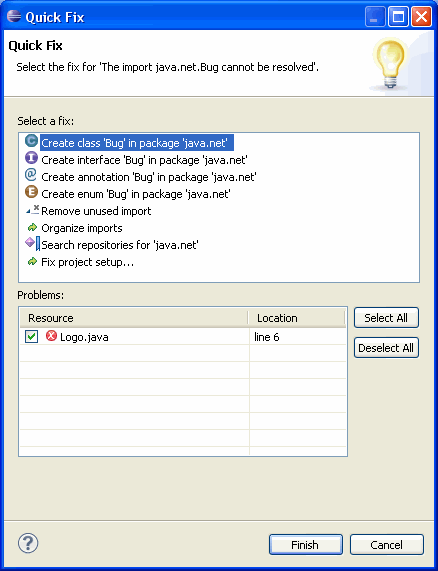 Quick Fix
Quick Fix
Select the fix for 'The import java.net.Bug cannot be resolved'.
Select a fix:
Create class 'Bug' in package 'java.net'
Create interface 'Bug' in package 'java.net'
Create annotation 'Bug' in package 'java.net'
Create enum 'Bug' in package 'java.net'
Remove unused import
Organize imports
Search repositories for 'java.net'
Fix project setup...
Problems:
Resource Location
Logo.java line 6
Select All
Deselect All
Finish Cancel